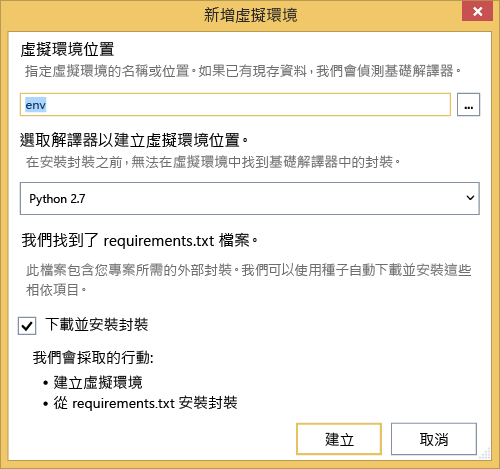 新增虛擬環境
虛擬環境位置
指定虛擬環境的名稱或位置。如果已有現存資料，我們會偵測基礎解譯器。
env
...
選取解譯器以建立虛擬環境位置。
在安裝封裝之前，無法在虛擬環境中找到基礎解譯器中的封裝。
Python 2.7
我們找到了 requirements.txt 檔案。
此檔案包含您專案所需的外部封裝。我們可以使用種子自動下載並安裝這些
相依項目。
下載並安裝封裝
我們會採取的行動:
• 建立虛擬環境
• 從 requirements.txt 安裝封裝
建立
取消